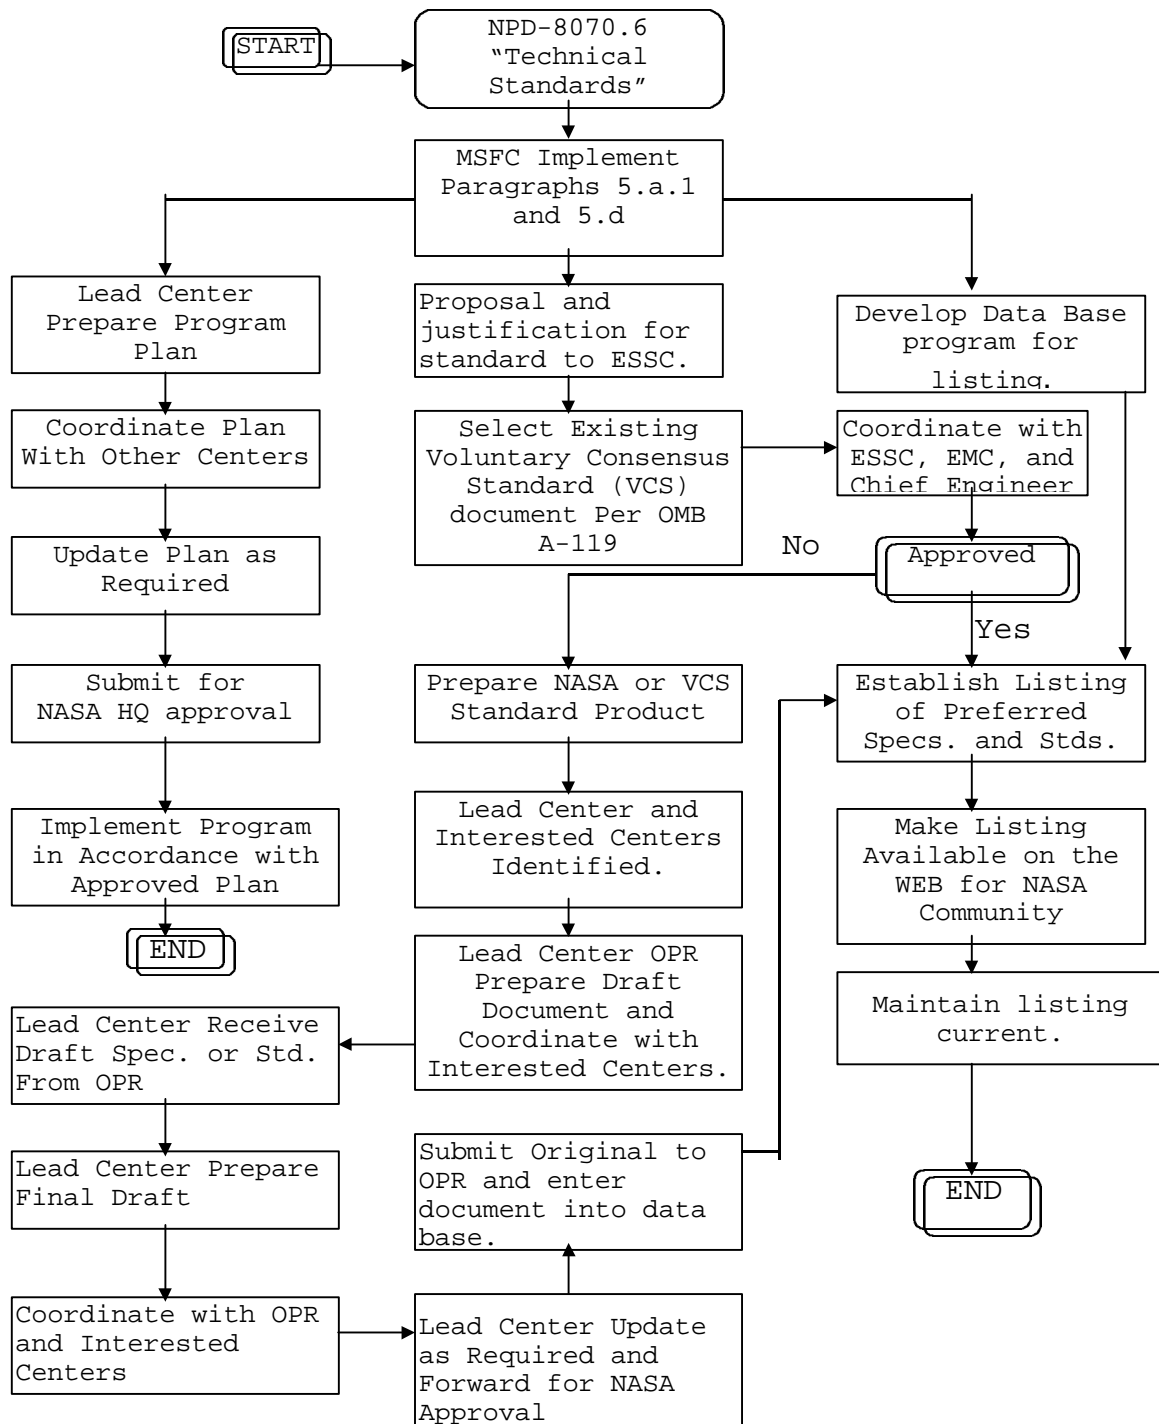 START
NPD-8070.6
“Technical
Standards”
MSFC Implement
Paragraphs 5.a.1
and 5.d
Lead Center
Prepare Program
Plan
Proposal and
justification for
standard to ESSC.
Develop Data Base
program for
listing.
Coordinate Plan
With Other Centers
Select Existing
Voluntary Consensus
Standard (VCS)
document Per OMB
A-119
Coordinate with
ESSC, EMC, and
Chief Engineer
Update Plan as
Required
No
Approved
Yes
Submit for
NASA HQ approval
Prepare NASA or VCS
Standard Product
Establish Listing
of Preferred
Specs. and Stds.
Implement Program
in Accordance with
Approved Plan
Lead Center and
Interested Centers
Identified.
Make Listing
Available on the
WEB for NASA
Community
END
Lead Center OPR
Prepare Draft
Document and
Coordinate with
Interested Centers.
Maintain listing
current.
Lead Center Receive
Draft Spec. or Std.
From OPR
Lead Center Prepare
Final Draft
Submit Original to
OPR and enter
document into data
base.
END
Coordinate with OPR
and Interested
Centers
Lead Center Update
as Required and
Forward for NASA
Approval